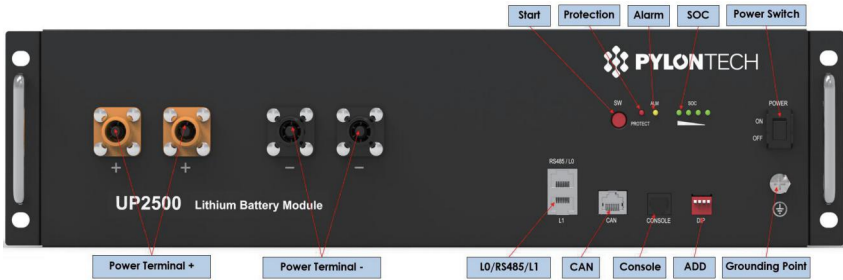 Start
Protection
Alarm
SOC
Power Switch
PYLONTECH
SW
ALM
SOC
POWER
PROTECT
ON
OFF
RS485 / L0
+
+
−
−
UP2500 Lithium Battery Module
L1
CAN
CONSOLE
DIP
Power Terminal +
Power Terminal -
L0/RS485/L1
CAN
Console
ADD
Grounding Point